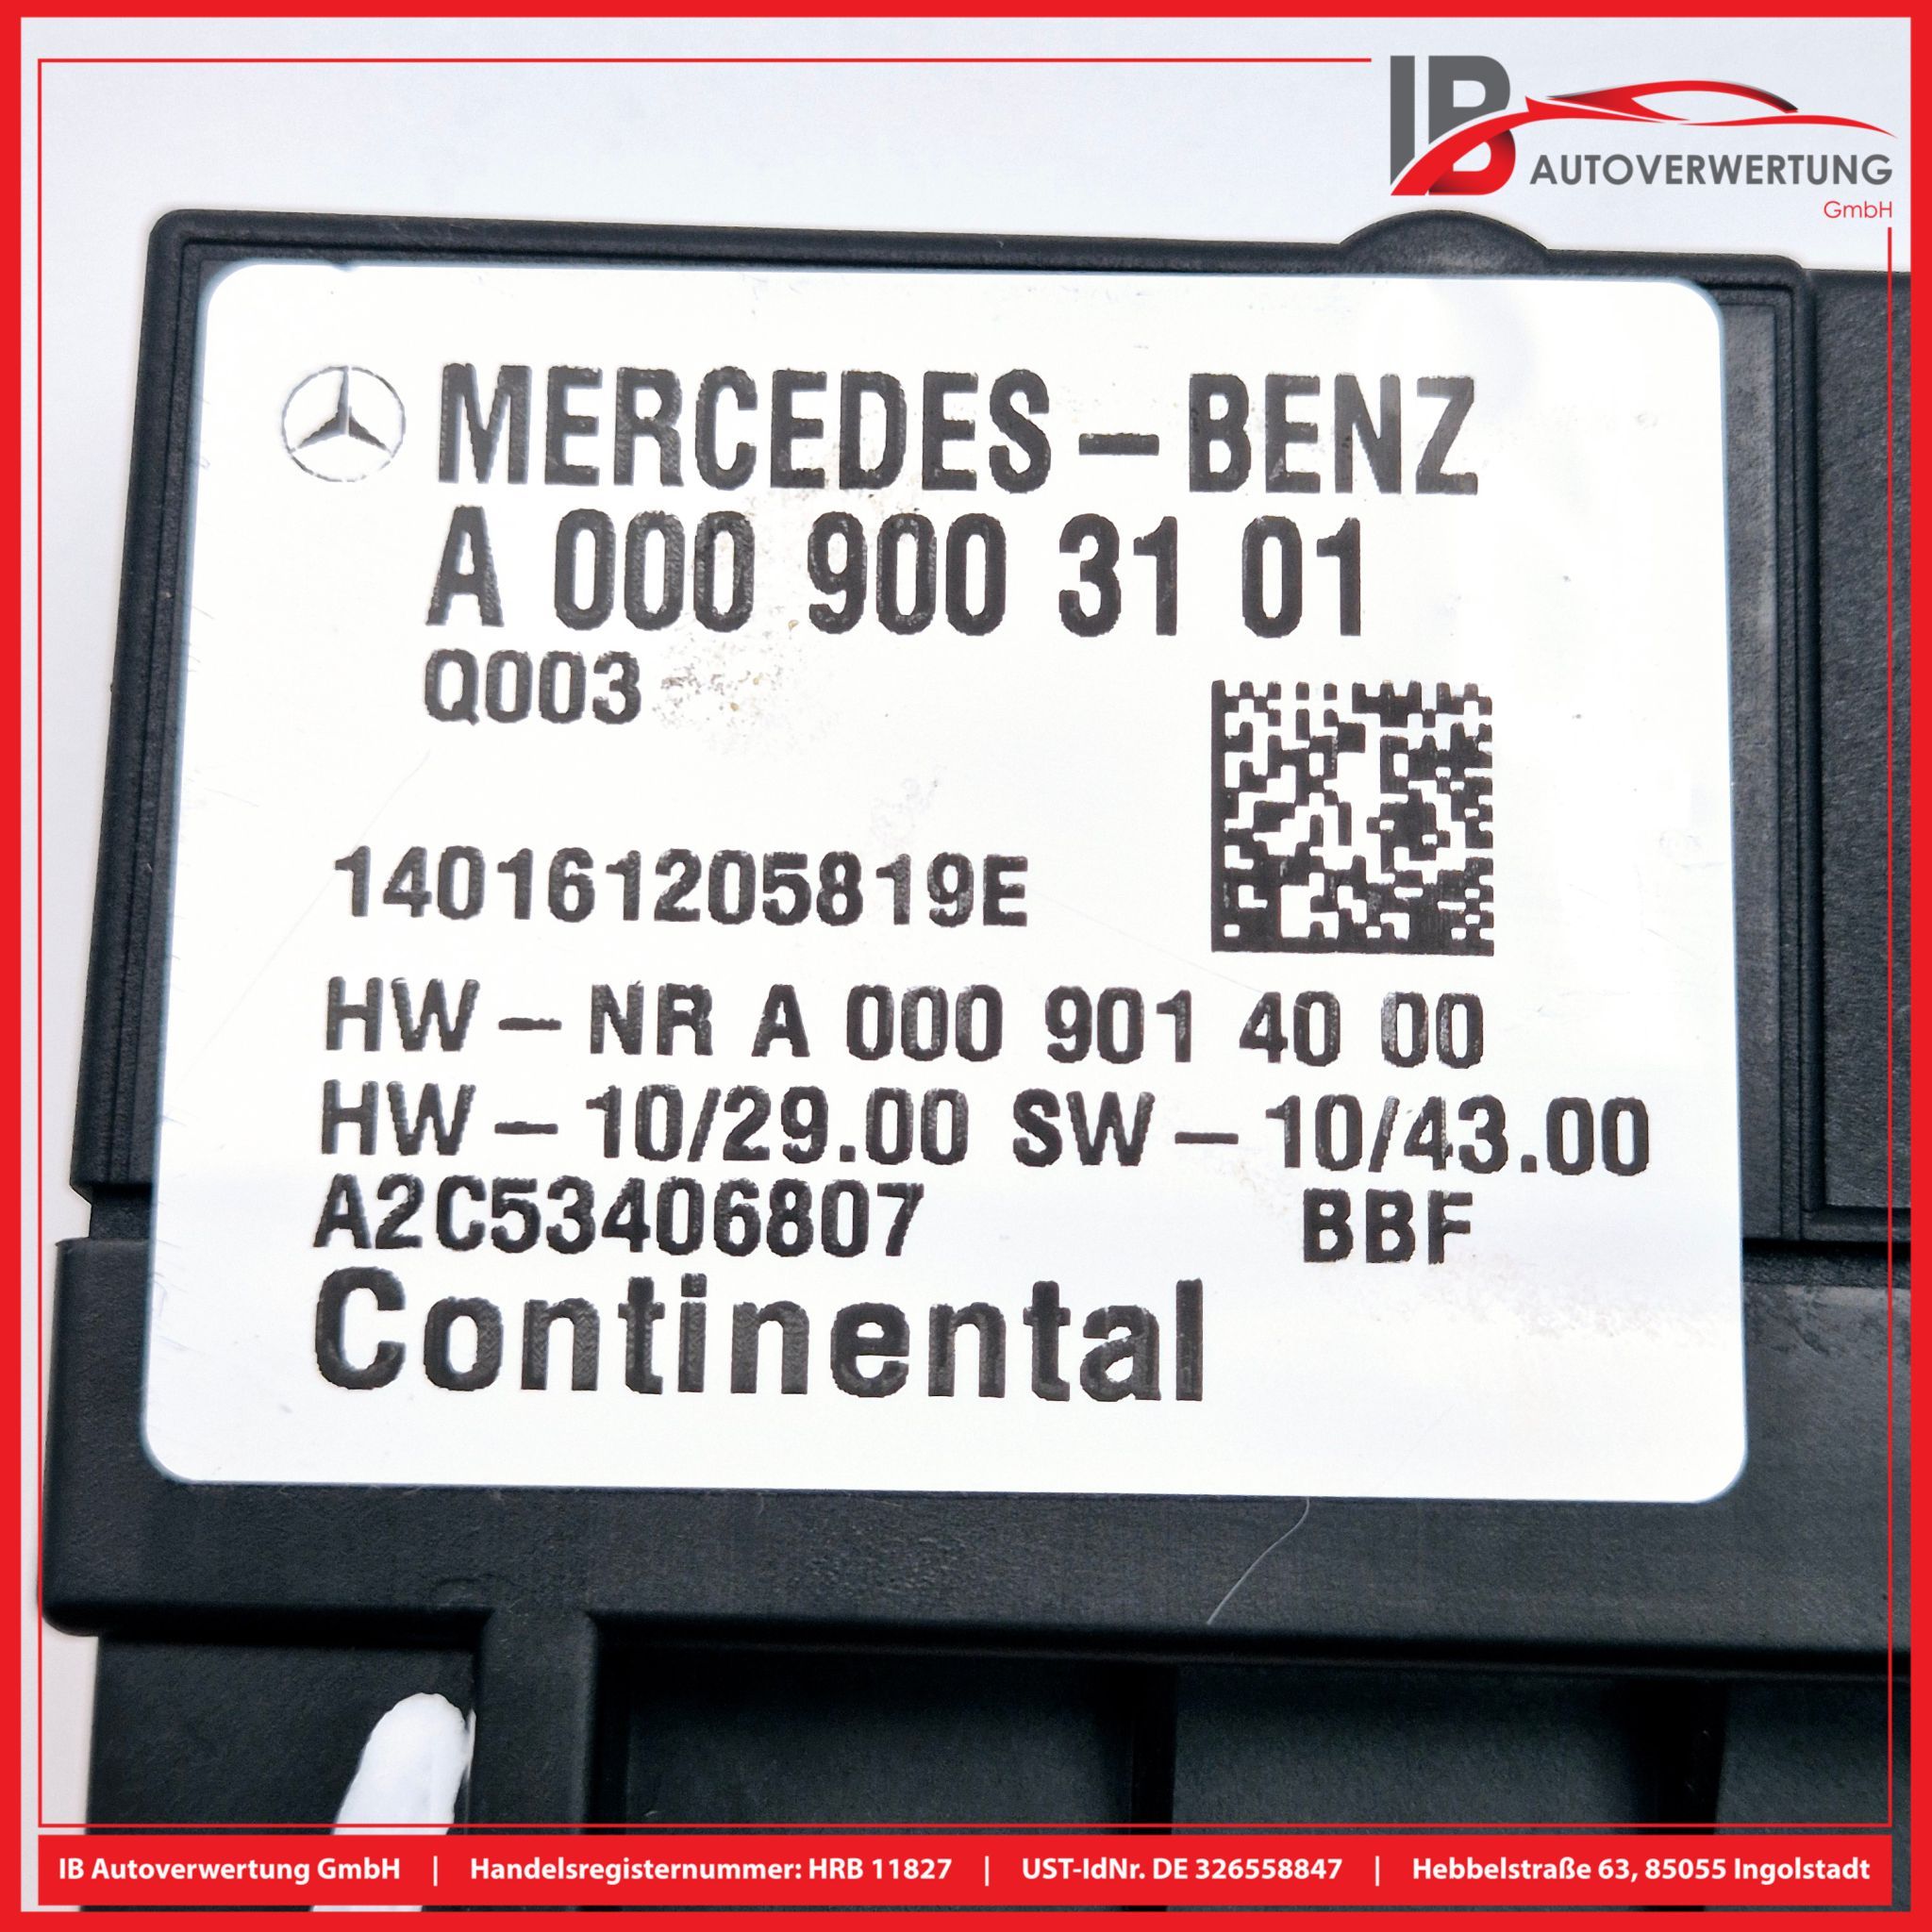 IB AUTOVERWERTUNG
GmbH
MERCEDES-BENZ
A 000 900 31 01
Q003
140161205819E
HW-NR A 000 901 40 00
HW-10/29.00 SW-10/43.00
A2C53406807 BBF
Continental
IB Autoverwertung GmbH | Handelsregisternummer: HRB 11827 | UST-IdNr. DE 326558847 | Hebbelstraße 63, 85055 Ingolstadt